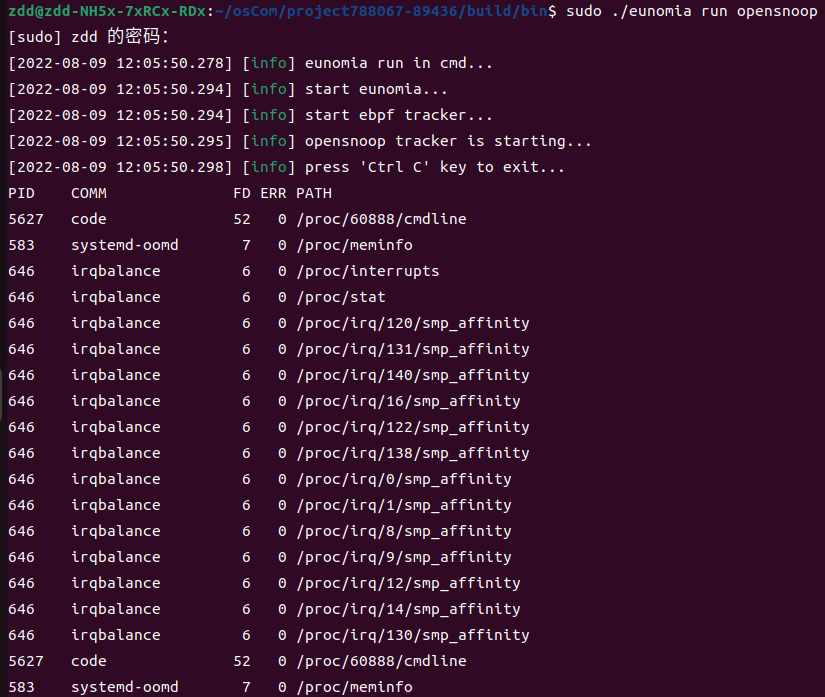 zdd@zdd-NH5x-7xRCx-RDx:~/osCom/project788067-89436/build/bin$ sudo ./eunomia run opensnoop
[sudo] zdd 的密码：
[2022-08-09 12:05:50.278] [info] eunomia run in cmd...
[2022-08-09 12:05:50.294] [info] start eunomia...
[2022-08-09 12:05:50.294] [info] start ebpf tracker...
[2022-08-09 12:05:50.295] [info] opensnoop tracker is starting...
[2022-08-09 12:05:50.298] [info] press 'Ctrl C' key to exit...
PID    COMM              FD ERR PATH
5627   code              52   0 /proc/60888/cmdline
583    systemd-oomd       7   0 /proc/meminfo
646    irqbalance         6   0 /proc/interrupts
646    irqbalance         6   0 /proc/stat
646    irqbalance         6   0 /proc/irq/120/smp_affinity
646    irqbalance         6   0 /proc/irq/131/smp_affinity
646    irqbalance         6   0 /proc/irq/140/smp_affinity
646    irqbalance         6   0 /proc/irq/16/smp_affinity
646    irqbalance         6   0 /proc/irq/122/smp_affinity
646    irqbalance         6   0 /proc/irq/138/smp_affinity
646    irqbalance         6   0 /proc/irq/0/smp_affinity
646    irqbalance         6   0 /proc/irq/1/smp_affinity
646    irqbalance         6   0 /proc/irq/8/smp_affinity
646    irqbalance         6   0 /proc/irq/9/smp_affinity
646    irqbalance         6   0 /proc/irq/12/smp_affinity
646    irqbalance         6   0 /proc/irq/14/smp_affinity
646    irqbalance         6   0 /proc/irq/130/smp_affinity
5627   code              52   0 /proc/60888/cmdline
583    systemd-oomd       7   0 /proc/meminfo